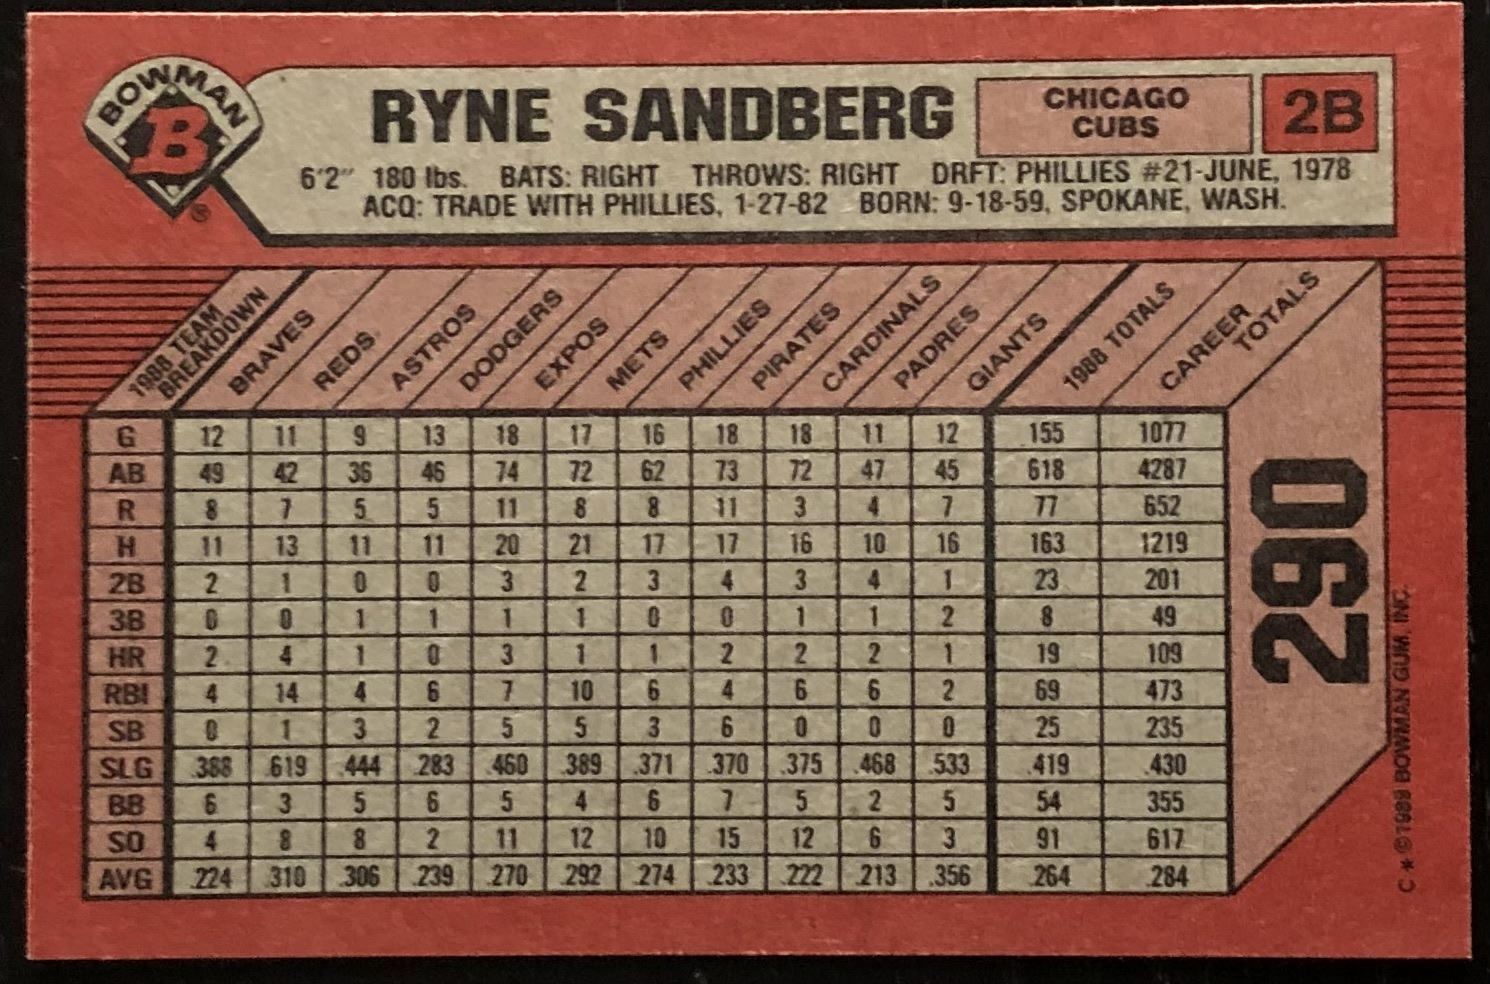 BOWMAN
B
®
RYNE SANDBERG
CHICAGO
CUBS
2B
6'2" 180 lbs. BATS: RIGHT THROWS: RIGHT DRFT: PHILLIES #21-JUNE, 1978
ACQ: TRADE WITH PHILLIES, 1-27-82 BORN: 9-18-59, SPOKANE, WASH.
1988 TEAM
BREAKDOWN
BRAVES
REDS
ASTROS
DODGERS
EXPOS
METS
PHILLIES
PIRATES
CARDINALS
PADRES
GIANTS
1988 TOTALS
CAREER
TOTALS
G 12 11 9 13 18 17 16 18 18 11 12 155 1077
AB 49 42 36 46 74 72 62 73 72 47 45 618 4287
R 8 7 5 5 11 8 8 11 3 4 7 77 652
H 11 13 11 11 20 21 17 17 16 10 16 163 1219
2B 2 1 0 0 3 2 3 4 3 4 1 23 201
3B 0 0 1 1 1 1 0 0 1 1 2 8 49
HR 2 4 1 0 3 1 1 2 2 2 1 19 109
RBI 4 14 4 6 7 10 6 4 6 6 2 69 473
SB 0 1 3 2 5 5 3 6 0 0 0 25 235
SLG .388 .619 .444 .283 .460 .389 .371 .370 .375 .468 .533 .419 .430
BB 6 3 5 6 5 4 6 7 5 2 5 54 355
SO 4 8 8 2 11 12 10 15 12 6 3 91 617
AVG .224 .310 .306 .239 .270 .292 .274 .233 .222 .213 .356 .264 .284
290
C * ©1989 BOWMAN GUM, INC.